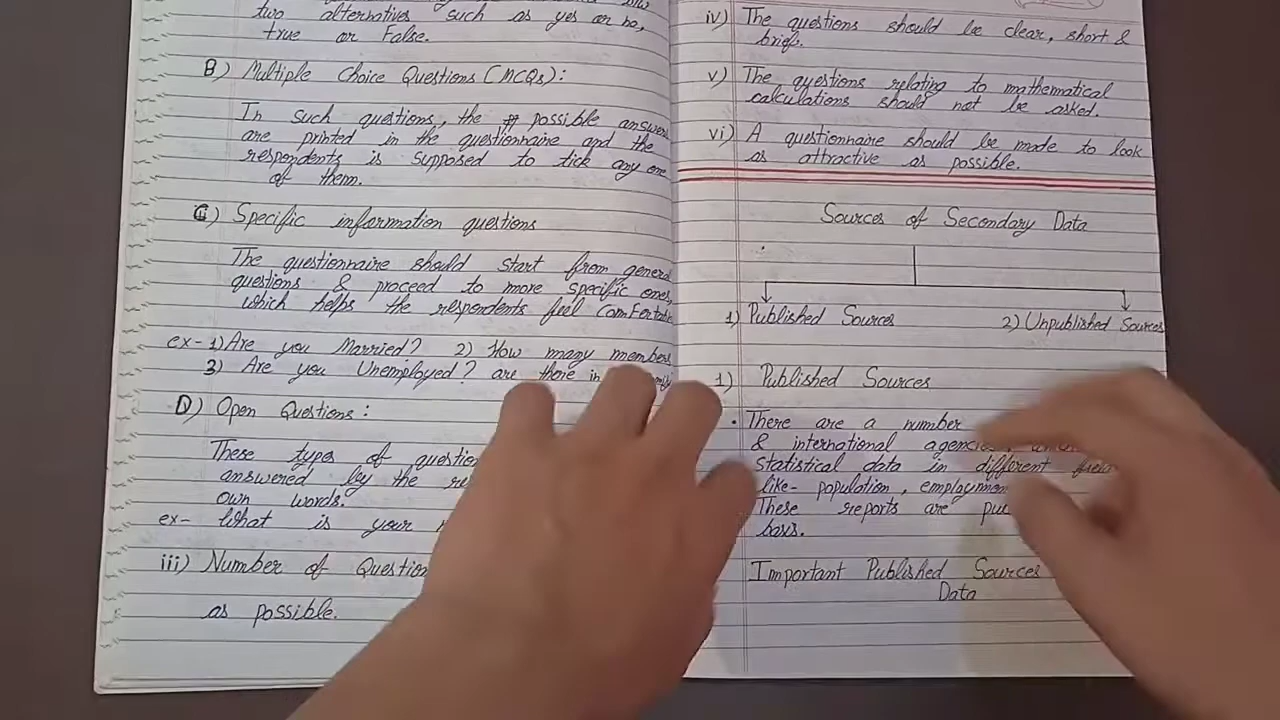 two alternatives such as yes or no,
true or False.
B) Multiple Choice Questions (MCQs):
In such questions, the possible answer
are printed in the questionnaire and the
respondents is supposed to tick any one
of them.
C) Specific information questions
The questionnaire should start from general
questions & proceed to more specific ones,
which helps the respondents feel comfortable
ex- 1) Are you Married? 2) How many members
3) Are you Unemployed? are there in
D) Open Questions:
These types of question
answered by the
own words.
ex- What is your
iii) Number of Question
as possible.
iv) The questions should be clear, short &
brief.
v) The questions relating to mathematical
calculations should not be asked.
vi) A questionnaire should be made to look
as attractive as possible.
Sources of Secondary Data
1) Published Sources
2) Unpublished Sources
1) Published Sources
• There are a number
& international agencies
statistical data in different
like- population, employment
These reports are
basis.
Important Published Sources
Data